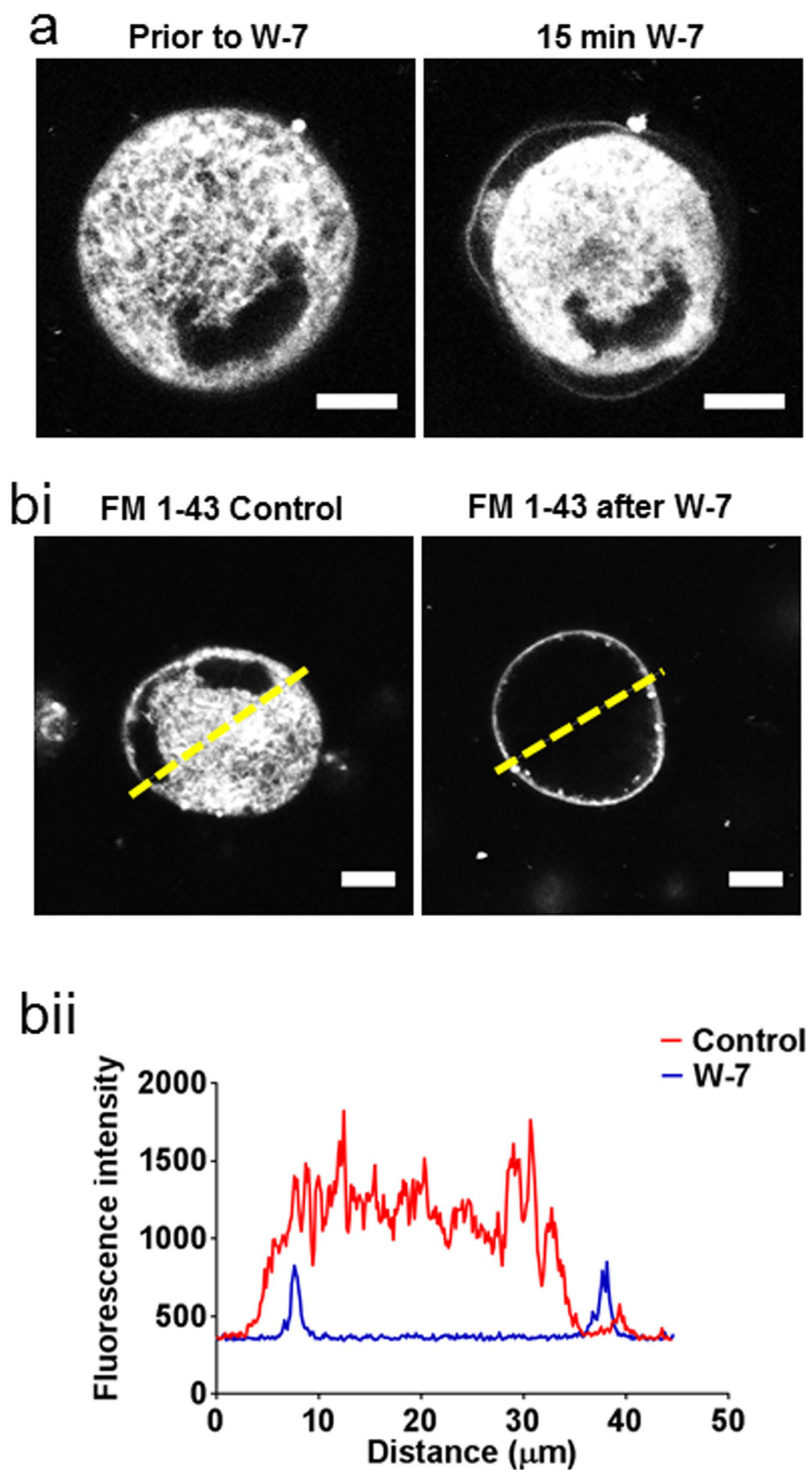 a
Prior to W-7
15 min W-7
bi
FM 1-43 Control
FM 1-43 after W-7
bii
Control
W-7
Fluorescence intensity
2000
1500
1000
500
0
0 10 20 30 40 50
Distance (μm)